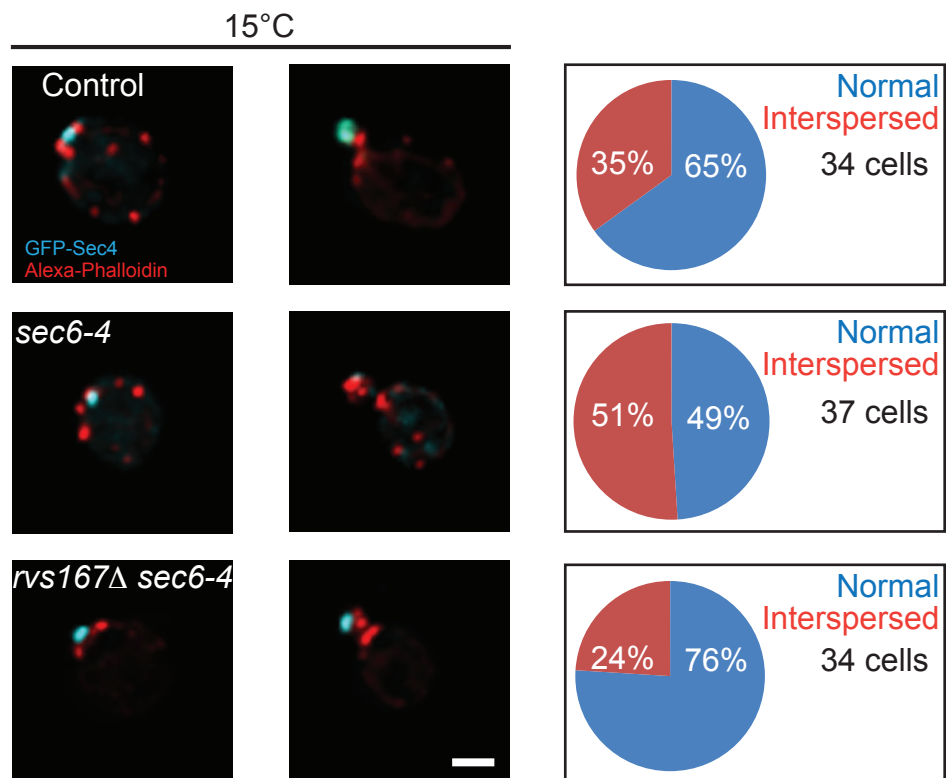 15°C
Control
GFP-Sec4
Alexa-Phalloidin
Normal
Interspersed
35%
65%
34 cells
sec6-4
Normal
Interspersed
51%
49%
37 cells
rvs167Δ sec6-4
Normal
Interspersed
24%
76%
34 cells